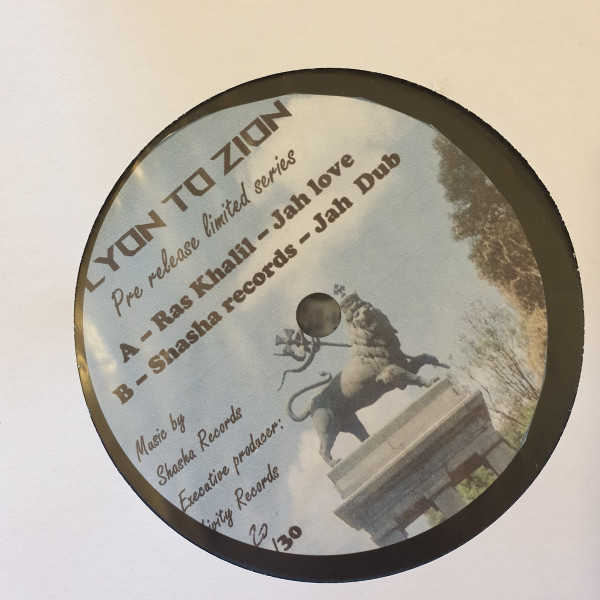 LYON TO ZION
Pre release limited series
A – Ras Khalil – Jah love
B – Shasha records – Jah Dub
Music by
Shasha Records
Executive producer:
Records
/30